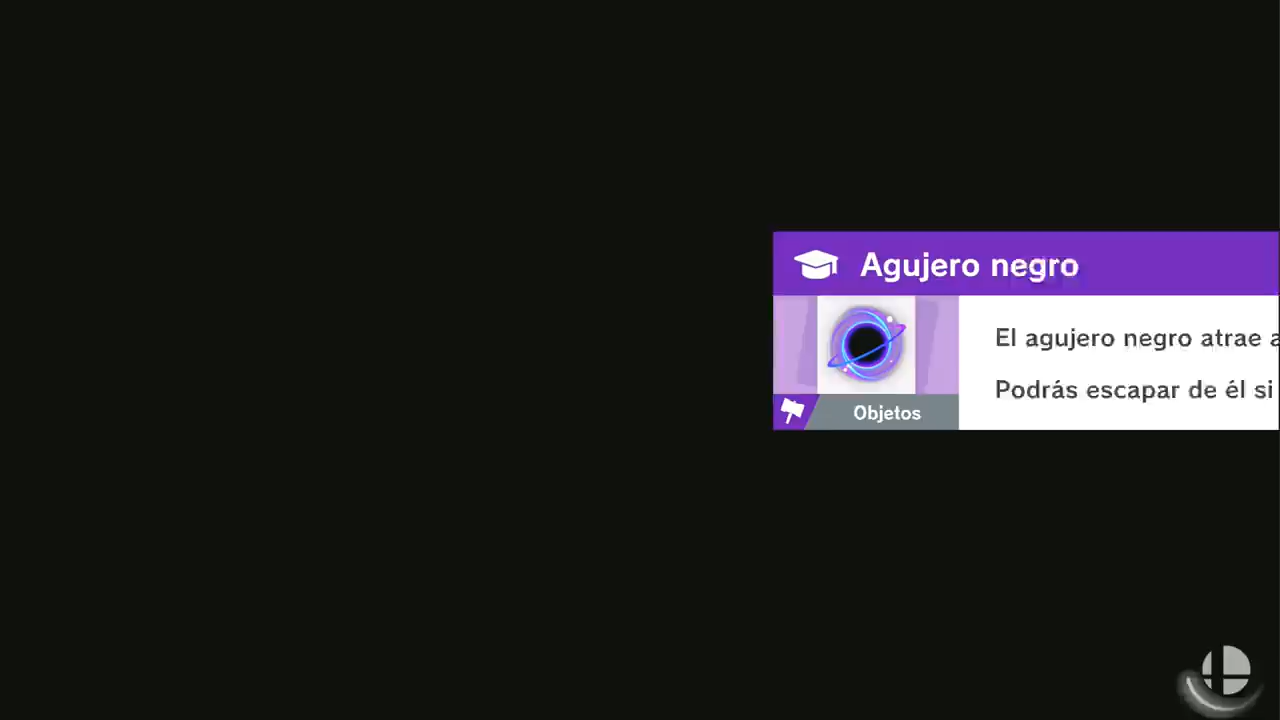 Agujero negro
El agujero negro atrae a
Podrás escapar de él si
Objetos